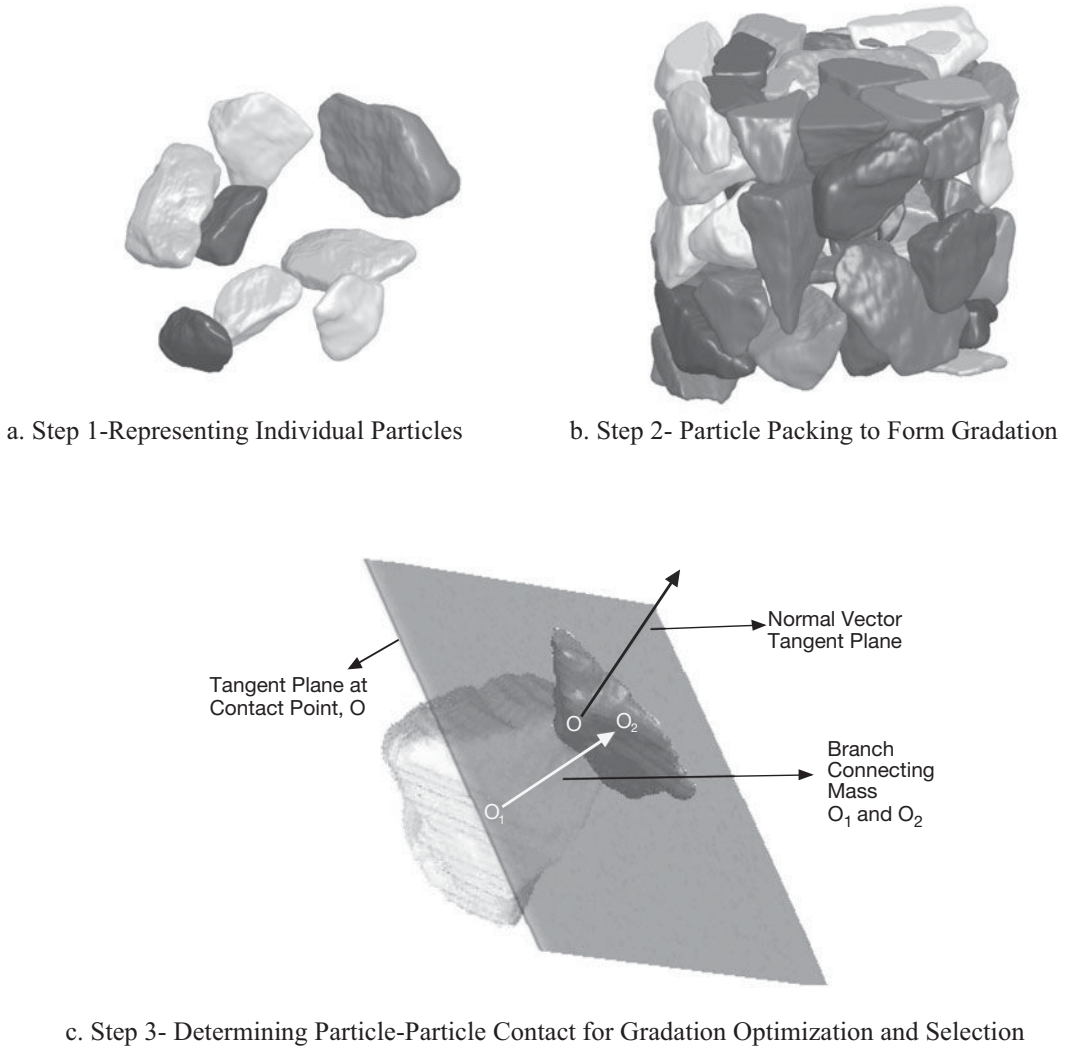 a. Step 1-Representing Individual Particles
b. Step 2- Particle Packing to Form Gradation
Normal Vector
Tangent Plane
Tangent Plane at
Contact Point, O
O
O₂
O₁
Branch
Connecting
Mass
O₁ and O₂
c. Step 3- Determining Particle-Particle Contact for Gradation Optimization and Selection